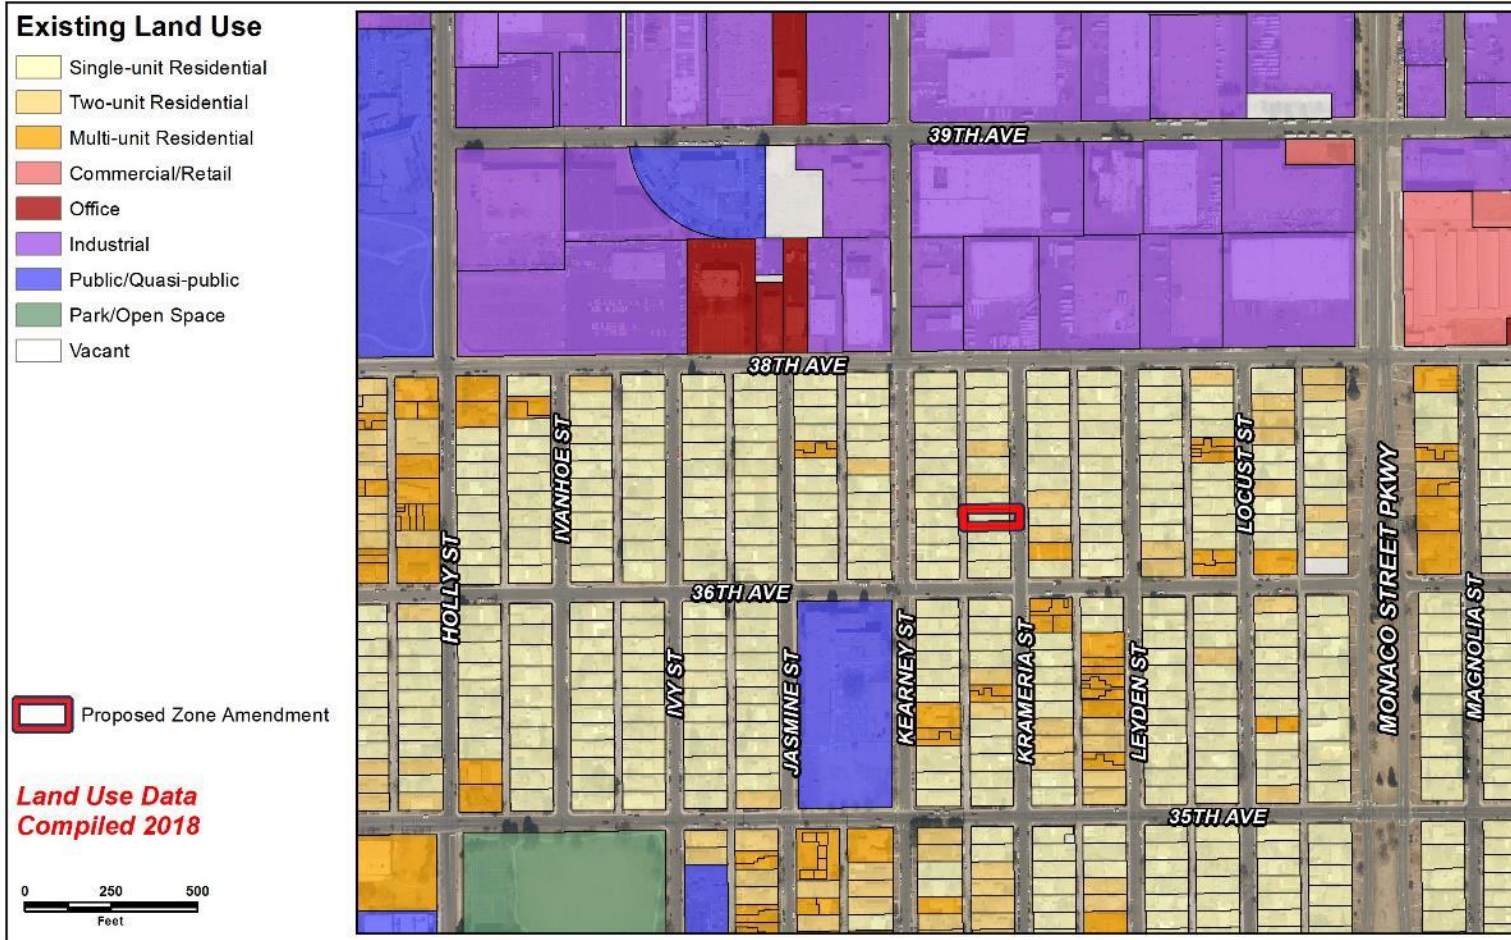 Existing Land Use
Single-unit Residential
Two-unit Residential
Multi-unit Residential
Commercial/Retail
Office
Industrial
Public/Quasi-public
Park/Open Space
Vacant
Proposed Zone Amendment
Land Use Data
Compiled 2018
0 250 500
Feet
39TH AVE
38TH AVE
IVANHOE ST
LOCUST ST
HOLLY ST
MONACO STREET PKWY
36TH AVE
IVY ST
JASMINE ST
KEARNEY ST
KRAMERIA ST
LEYDEN ST
MAGNOLIA ST
35TH AVE